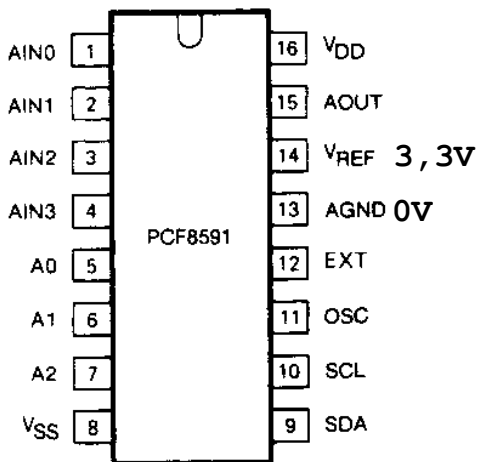 AIN0 1 16 VDD
AIN1 2 15 AOUT
AIN2 3 14 VREF 3,3V
AIN3 4 13 AGND 0V
PCF8591
A0 5 12 EXT
A1 6 11 OSC
A2 7 10 SCL
VSS 8 9 SDA